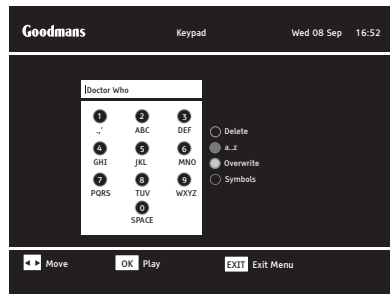 Goodmans Keypad Wed 08 Sep 16:52
Doctor Who
1 2 3
.,' ABC DEF
Delete
4 5 6
a..z
GHI JKL MNO
Overwrite
7 8 9
Symbols
PQRS TUV WXYZ
0
SPACE
Move OK Play EXIT Exit Menu